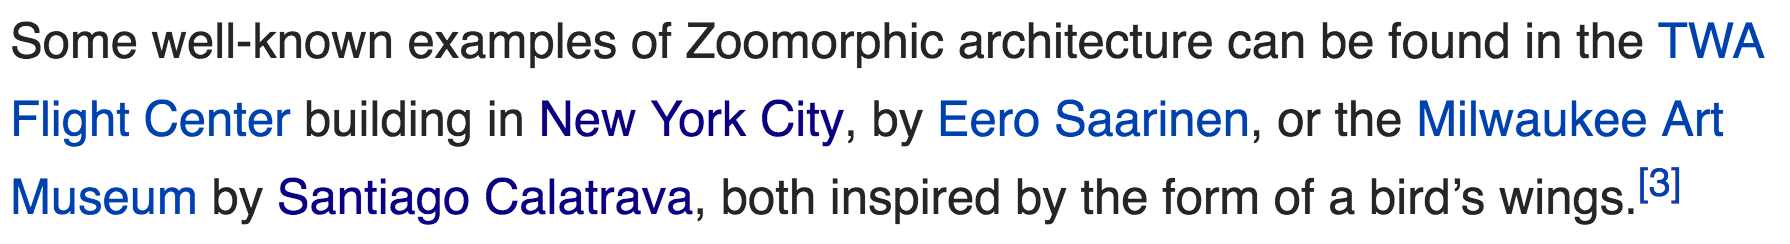 Some well-known examples of Zoomorphic architecture can be found in the TWA
Flight Center building in New York City, by Eero Saarinen, or the Milwaukee Art
Museum by Santiago Calatrava, both inspired by the form of a bird’s wings.[3]